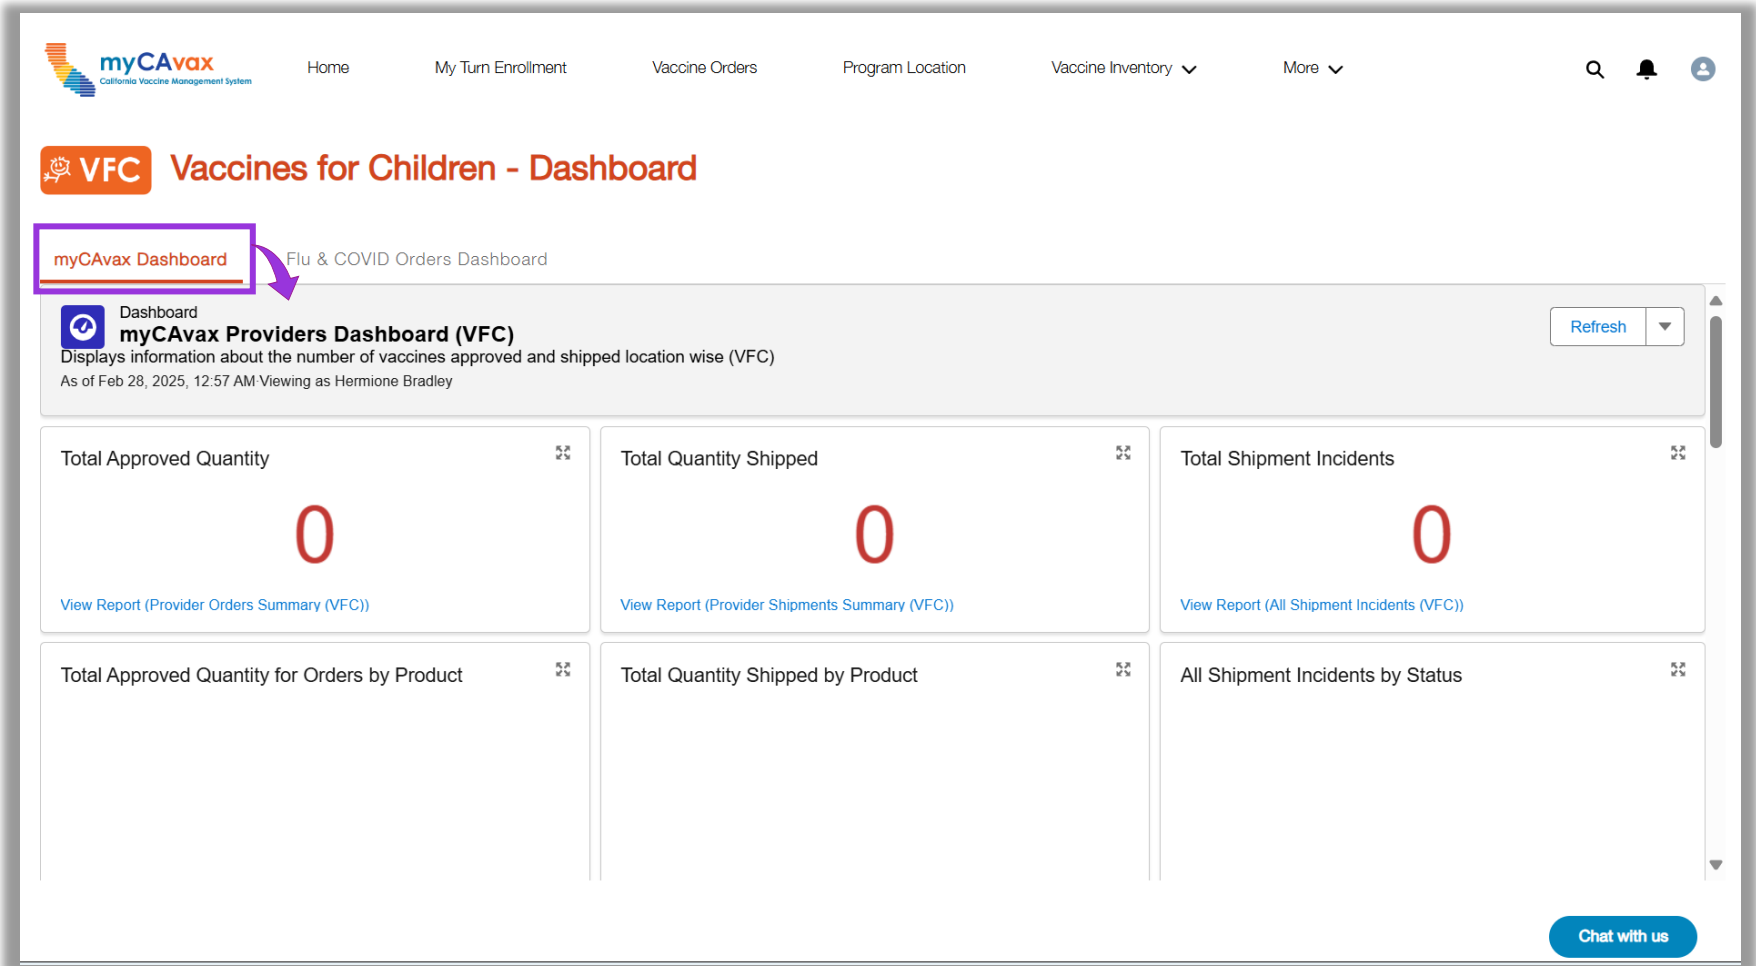 myCAvax
California Vaccine Management System
Home
My Turn Enrollment
Vaccine Orders
Program Location
Vaccine Inventory
More
VFC
Vaccines for Children - Dashboard
myCAvax Dashboard
Flu & COVID Orders Dashboard
Dashboard
myCAvax Providers Dashboard (VFC)
Displays information about the number of vaccines approved and shipped location wise (VFC)
As of Feb 28, 2025, 12:57 AM·Viewing as Hermione Bradley
Refresh
Total Approved Quantity
0
View Report (Provider Orders Summary (VFC))
Total Quantity Shipped
0
View Report (Provider Shipments Summary (VFC))
Total Shipment Incidents
0
View Report (All Shipment Incidents (VFC))
Total Approved Quantity for Orders by Product
Total Quantity Shipped by Product
All Shipment Incidents by Status
Chat with us